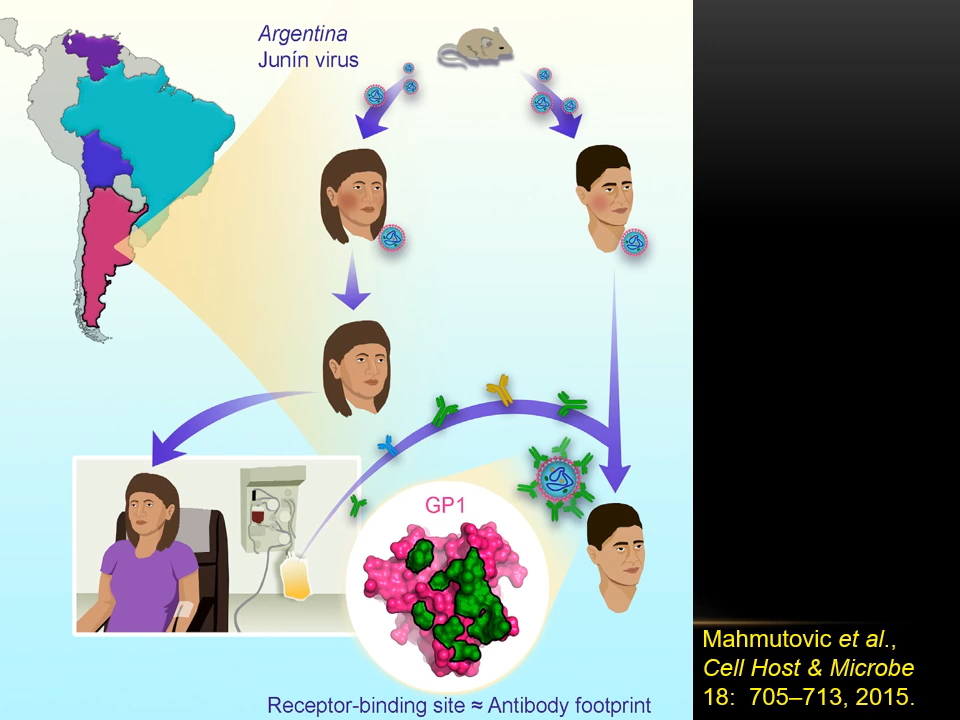 Argentina
Junín virus
GP1
Receptor-binding site ≈ Antibody footprint
Mahmutovic et al.,
Cell Host & Microbe
18:  705–713, 2015.